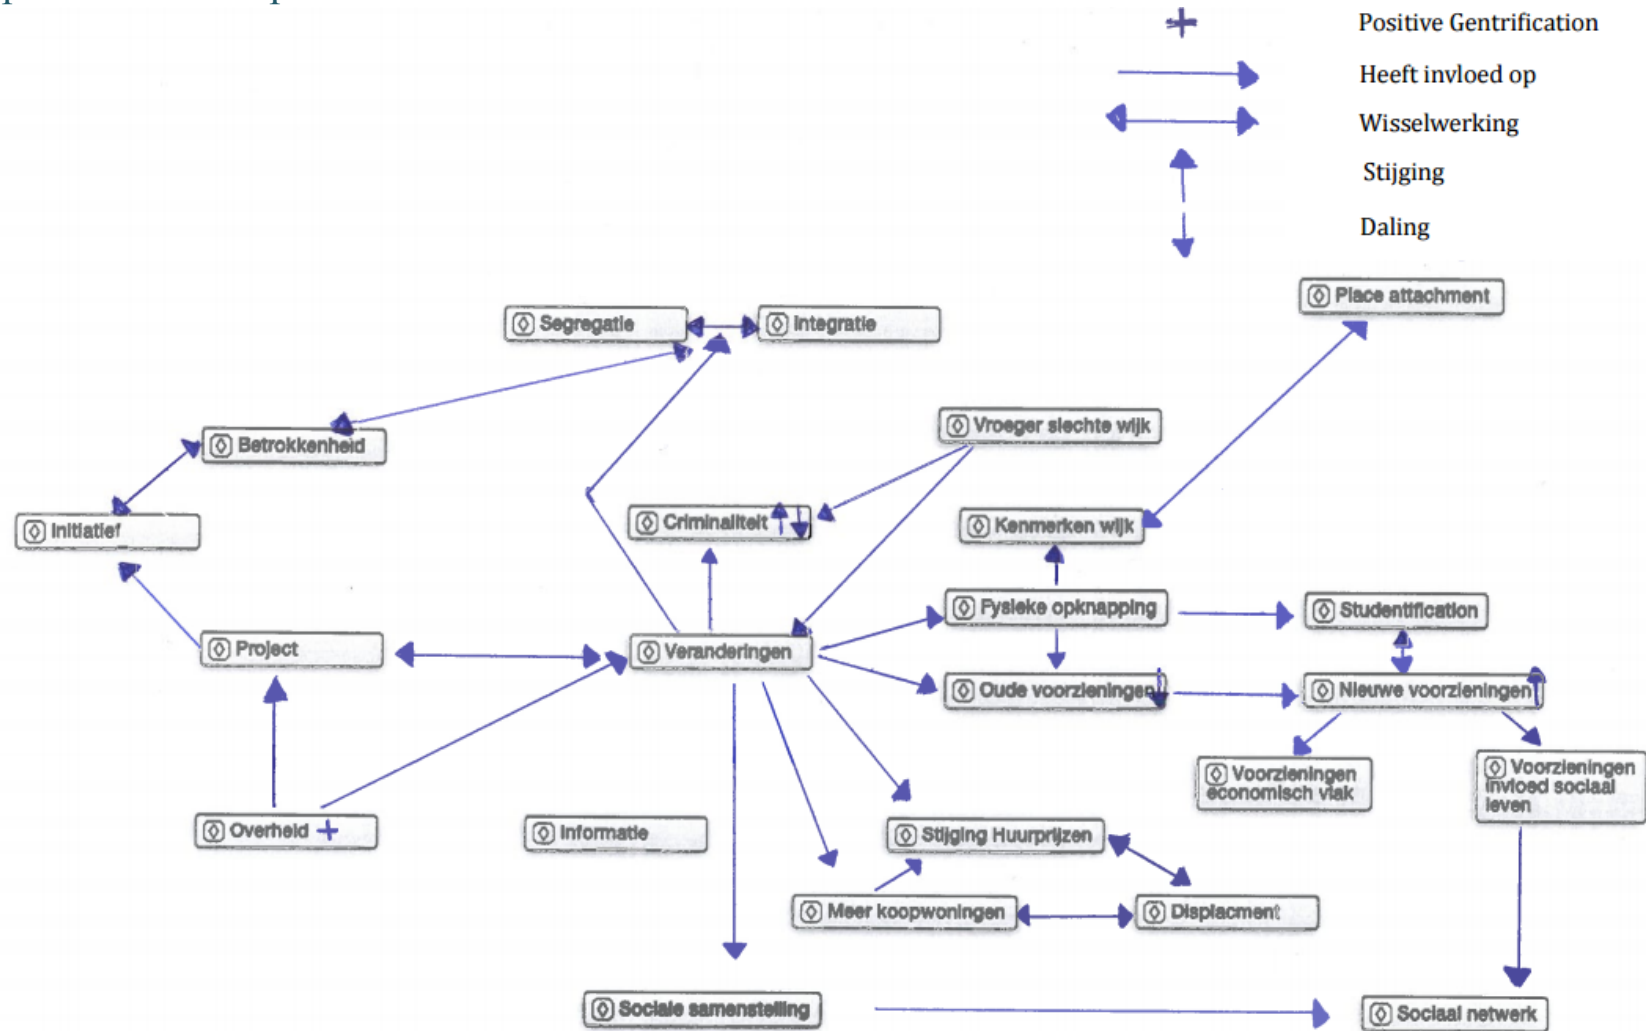 Positive Gentrification
Heeft invloed op
Wisselwerking
Stijging
Daling
Place attachment
Segregatie
Integratie
Vroeger slechte wijk
Betrokkenheid
Criminaliteit
Kenmerken wijk
Initiatief
Fysieke opknapping
Studentification
Project
Veranderingen
Oude voorzieningen
Nieuwe voorzieningen
Voorzieningen
economisch vlak
Voorzieningen
invloed sociaal
leven
Overheid +
Informatie
Stijging Huurprijzen
Meer koopwoningen
Displacment
Sociale samenstelling
Sociaal netwerk